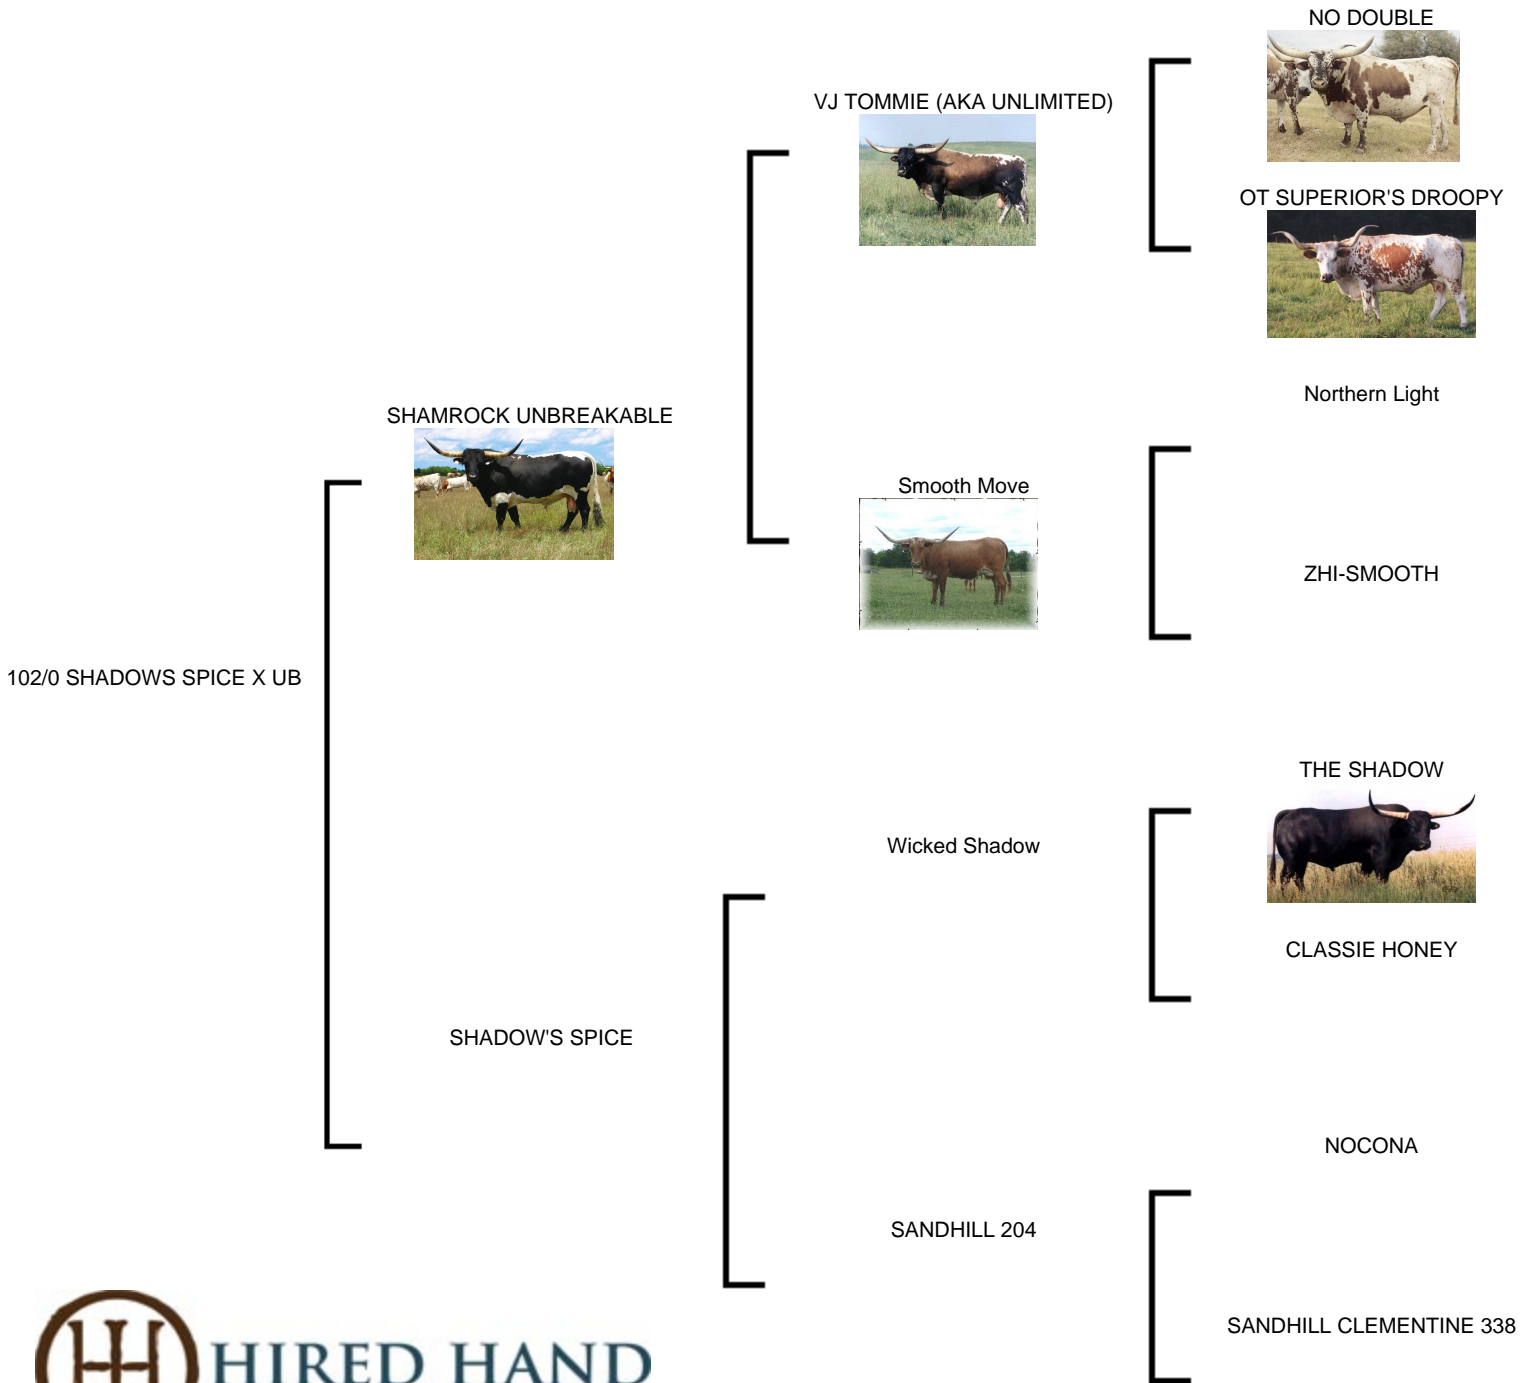 NO DOUBLE
VJ TOMMIE (AKA UNLIMITED)
OT SUPERIOR'S DROOPY
Northern Light
SHAMROCK UNBREAKABLE
Smooth Move
ZHI-SMOOTH
102/0 SHADOWS SPICE X UB
THE SHADOW
Wicked Shadow
CLASSIE HONEY
SHADOW'S SPICE
NOCONA
SANDHILL 204
SANDHILL CLEMENTINE 338
HIRED HAND